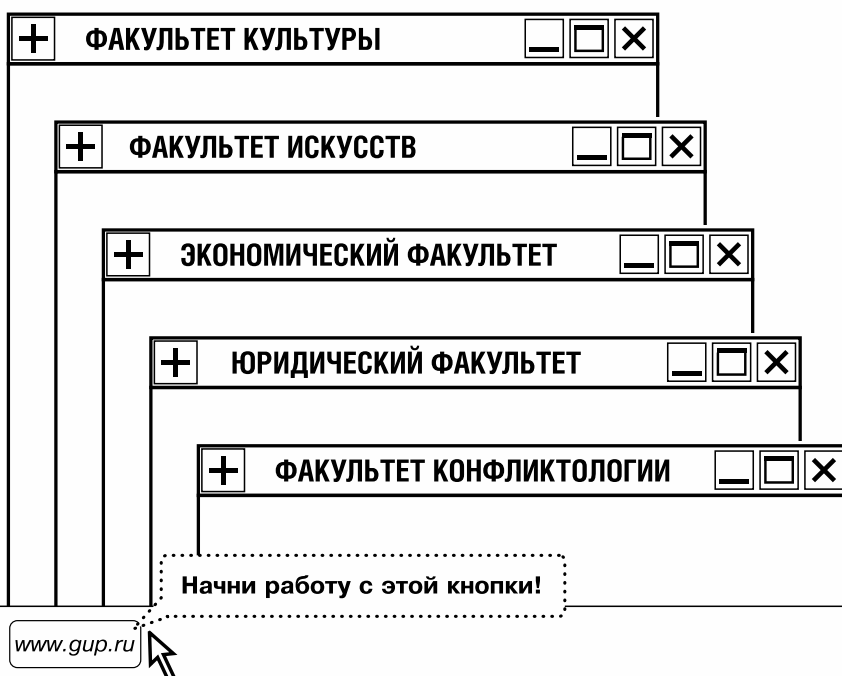 ФАКУЛЬТЕТ КУЛЬТУРЫ
ФАКУЛЬТЕТ ИСКУССТВ
ЭКОНОМИЧЕСКИЙ ФАКУЛЬТЕТ
ЮРИДИЧЕСКИЙ ФАКУЛЬТЕТ
ФАКУЛЬТЕТ КОНФЛИКТОЛОГИИ
Начни работу с этой кнопки!
www.gup.ru